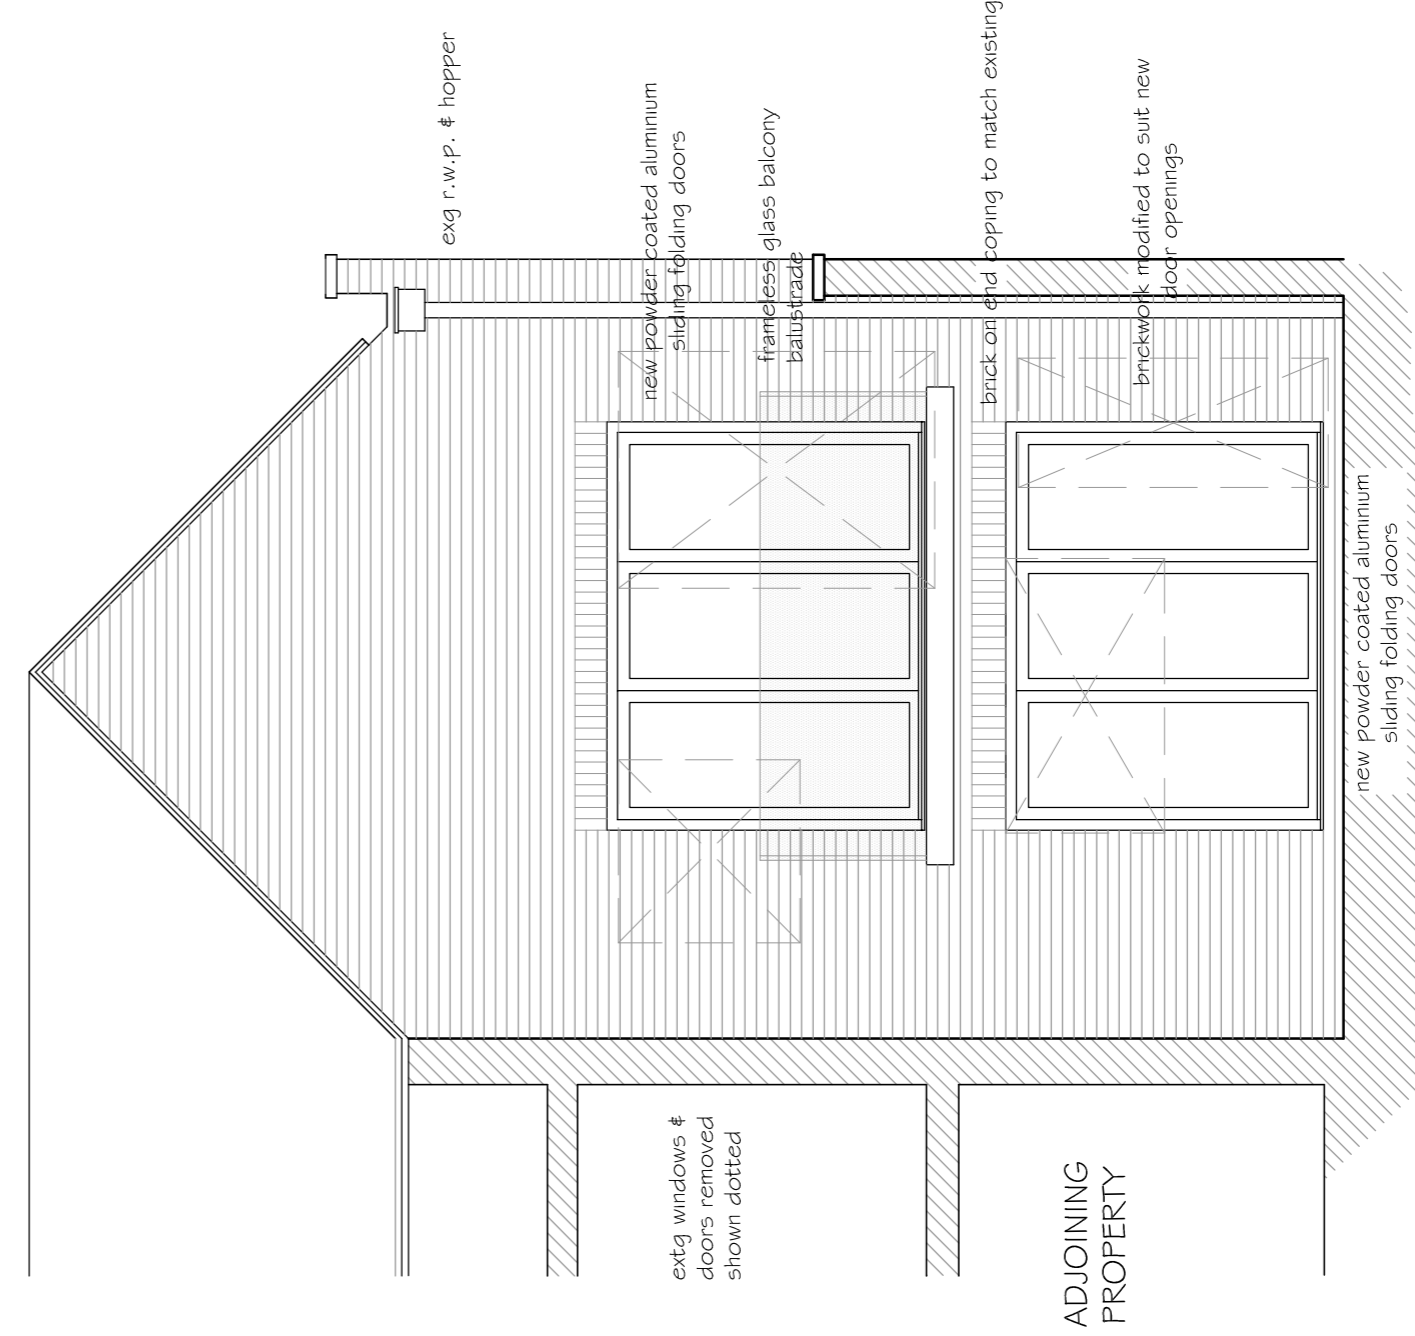 exg r.w.p. & hopper
new powder coated aluminium
sliding folding doors
frameless glass balcony
balustrade
brick on end coping to match existing
brickwork modified to suit new
door openings
new powder coated aluminium
sliding folding doors
extg windows &
doors removed
shown dotted
ADJOINING
PROPERTY